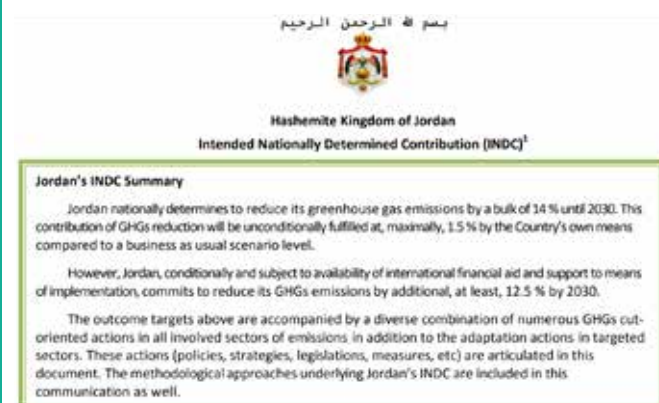 بسم الله الرحمن الرحيم
Hashemite Kingdom of Jordan
Intended Nationally Determined Contribution (INDC)¹
Jordan's INDC Summary
Jordan nationally determines to reduce its greenhouse gas emissions by a bulk of 14 % until 2030. This
contribution of GHGs reduction will be unconditionally fulfilled at, maximally, 1.5 % by the Country's own means
compared to a business as usual scenario level.
However, Jordan, conditionally and subject to availability of international financial aid and support to means
of implementation, commits to reduce its GHGs emissions by additional, at least, 12.5 % by 2030.
The outcome targets above are accompanied by a diverse combination of numerous GHGs cut-
oriented actions in all involved sectors of emissions in addition to the adaptation actions in targeted
sectors. These actions (policies, strategies, legislations, measures, etc) are articulated in this
document. The methodological approaches underlying Jordan's INDC are included in this
communication as well.